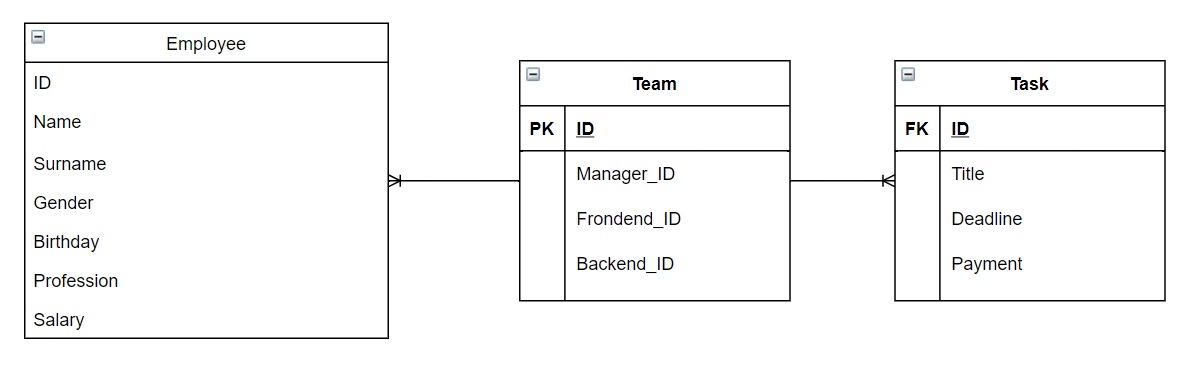 Employee
ID
Name
Surname
Gender
Birthday
Profession
Salary
Team
PK ID
Manager_ID
Frondend_ID
Backend_ID
Task
FK ID
Title
Deadline
Payment